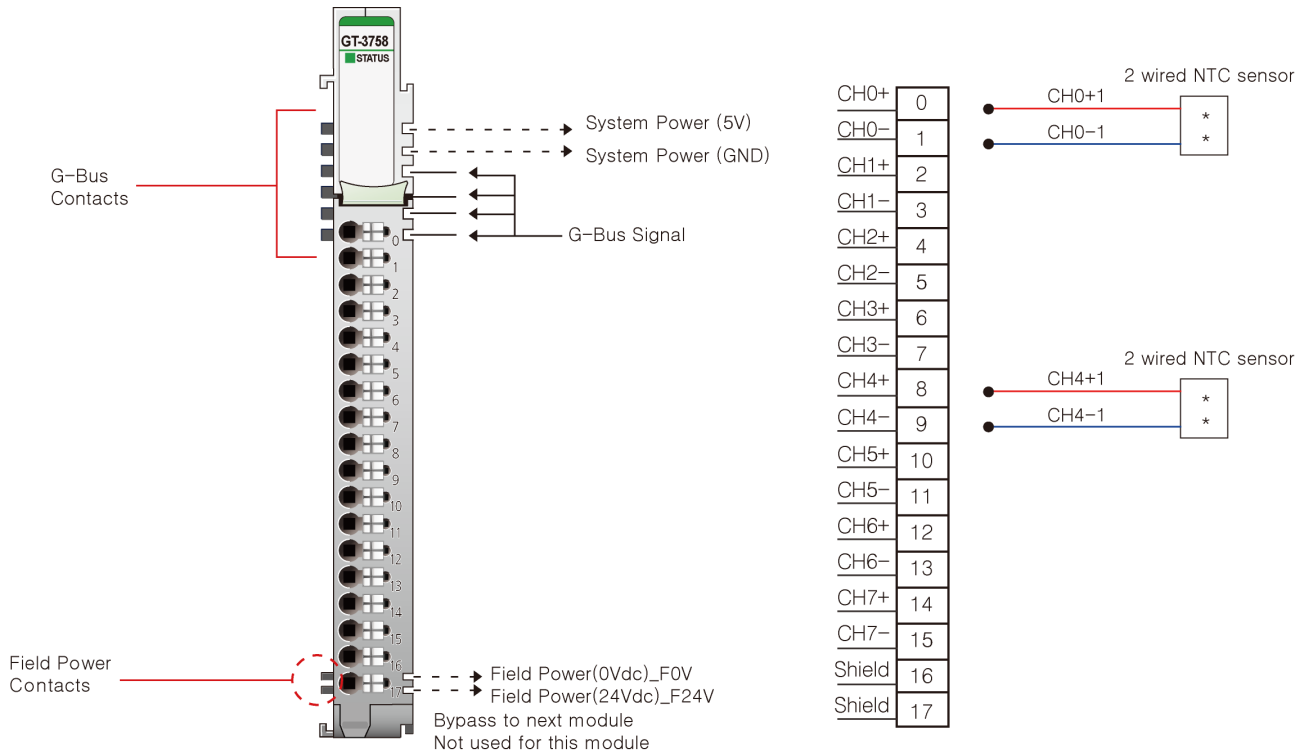 GT-3758
STATUS
System Power (5V)
System Power (GND)
G-Bus
Contacts
G-Bus Signal
0
1
2
3
4
5
6
7
8
9
10
11
12
13
14
15
16
17
Field Power
Contacts
Field Power(0Vdc)_F0V
Field Power(24Vdc)_F24V
Bypass to next module
Not used for this module
CH0+ 0
CH0- 1
CH1+ 2
CH1- 3
CH2+ 4
CH2- 5
CH3+ 6
CH3- 7
CH4+ 8
CH4- 9
CH5+ 10
CH5- 11
CH6+ 12
CH6- 13
CH7+ 14
CH7- 15
Shield 16
Shield 17
2 wired NTC sensor
CH0+1
CH0-1
*
*
2 wired NTC sensor
CH4+1
CH4-1
*
*